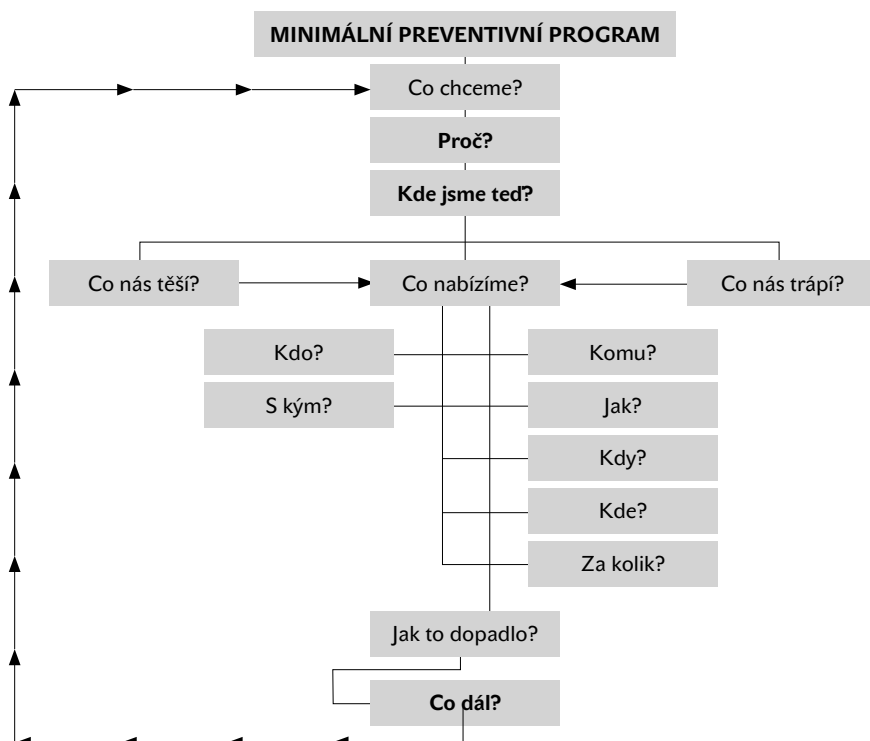 MINIMÁLNÍ PREVENTIVNÍ PROGRAM
Co chceme?
Proč?
Kde jsme teď?
Co nás těší?
Co nabízíme?
Co nás trápí?
Kdo?
Komu?
S kým?
Jak?
Kdy?
Kde?
Za kolik?
Jak to dopadlo?
Co dál?